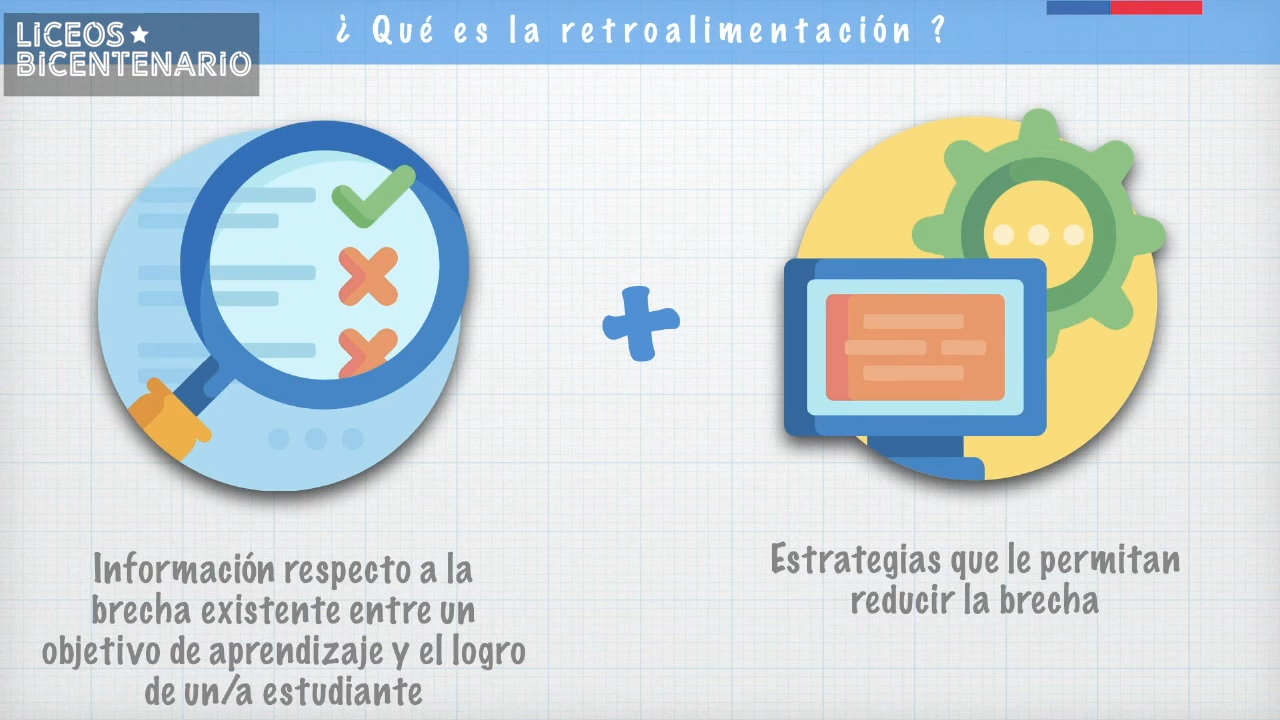 LiCEOS★
BiCENTENARiO
¿ Qué es la retroalimentación ?
Información respecto a la
brecha existente entre un
objetivo de aprendizaje y el logro
de un/a estudiante
Estrategias que le permitan
reducir la brecha